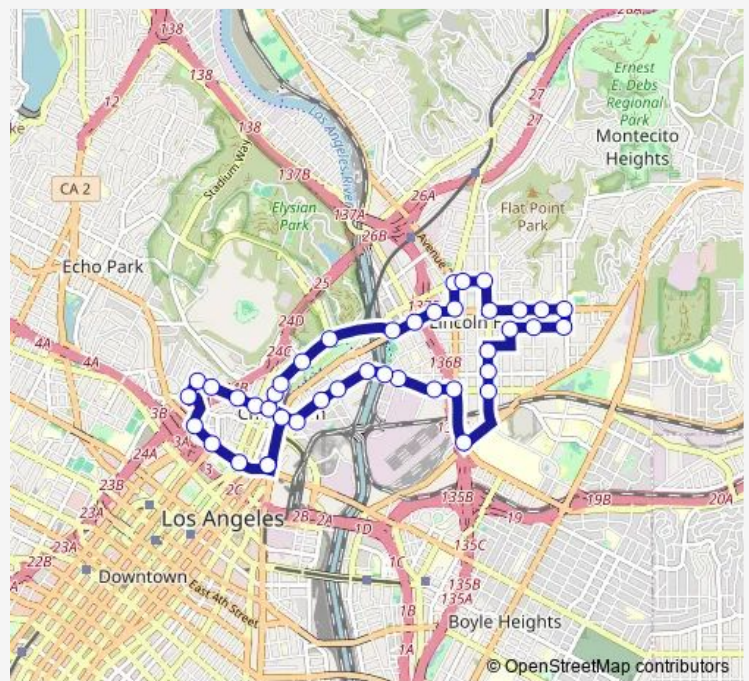 28A
138
138
12
Los Angeles River
138
Stadium Way
137B
CA 2
Elysian
Park
137A
26B
26A
Avenue
27
27
Ernest
E. Debs
Regional
Park
Montecito
Heights
Flat Point
Park
Echo Park
25
24D
24C
4A
4A
3B
3A
24A
3
2C
Lincoln
136B
Los Angeles
2B
2A
1D
135B
19
19B
20A
23A
23A
22B
Downtown
East 4th Street
1C
135C
135B
135A
1B
1A
Boyle Heights
© OpenStreetMap contributors